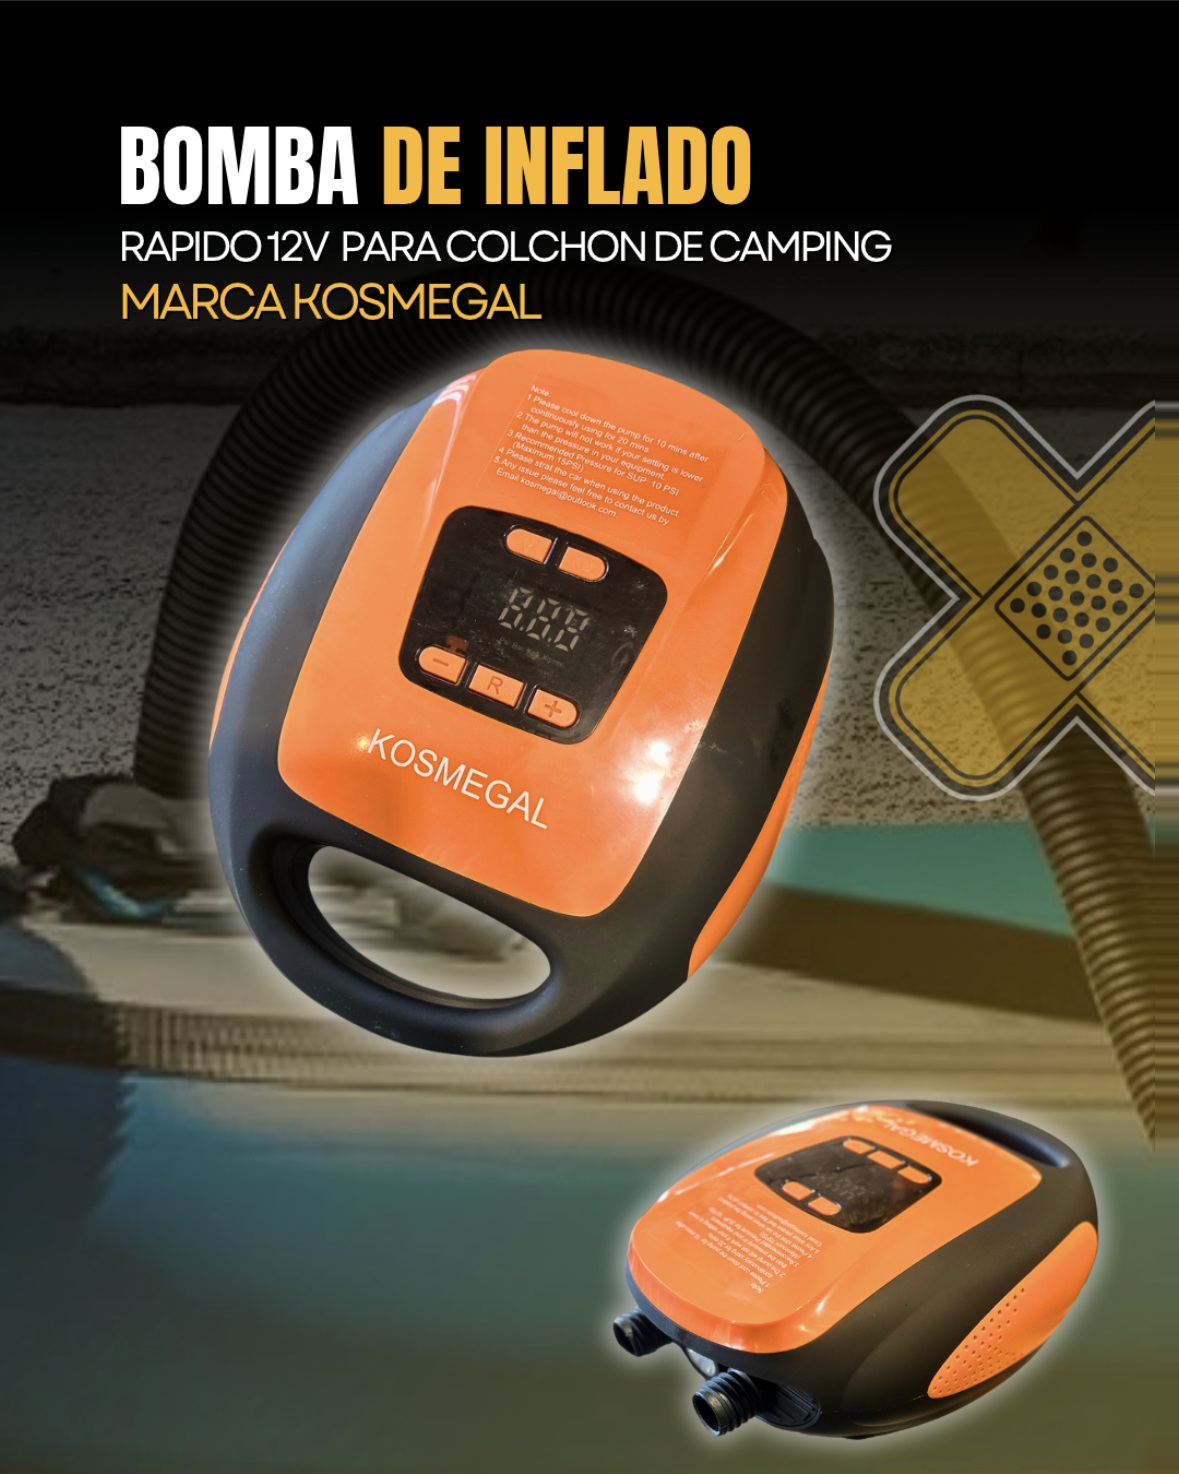 BOMBA DE INFLADO
RAPIDO 12V PARA COLCHON DE CAMPING
MARCA KOSMEGAL
Note.
1.Please cool down the pump for 10 mins after
continuously using for 20 mins.
2.The pump will not work if your setting is lower
than the pressure in your equipment.
3.Recommended Pressure for SUP 10 PSI
(Maximum 15PSI)
4.Please strat the car when using the product.
5.Any issue please feel free to contact us by
Email kosmegal@outlook.com
8.8.8
− R +
KOSMEGAL
KOSMEGAL